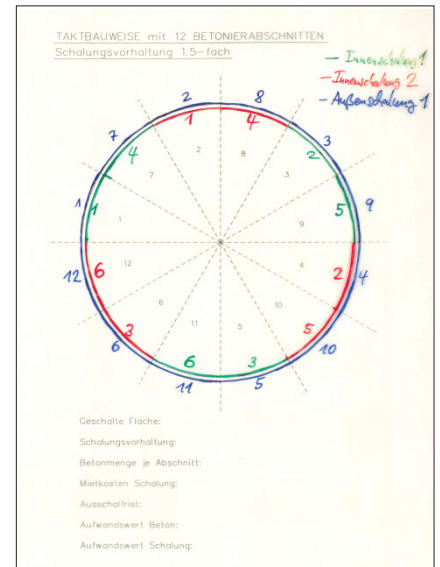 TAKTBAUWEISE mit 12 BETONIERABSCHNITTEN
Schalungsvorhaltung 1.5-fach
— Innenschalung 1
— Innenschalung 2
— Außenschalung 1
2 8
1 4
7 3
4 2
2 8
7 3
1 9
1 5
1 9
12 4
6 2
12 4
6 10
11 5
3 5
6 10
6 3
11 5
Geschalte Fläche:
Schalungsvorhaltung:
Betonmenge je Abschnitt:
Mietkosten Schalung:
Ausschalfrist:
Aufwandswert Beton:
Aufwandswert Schalung: